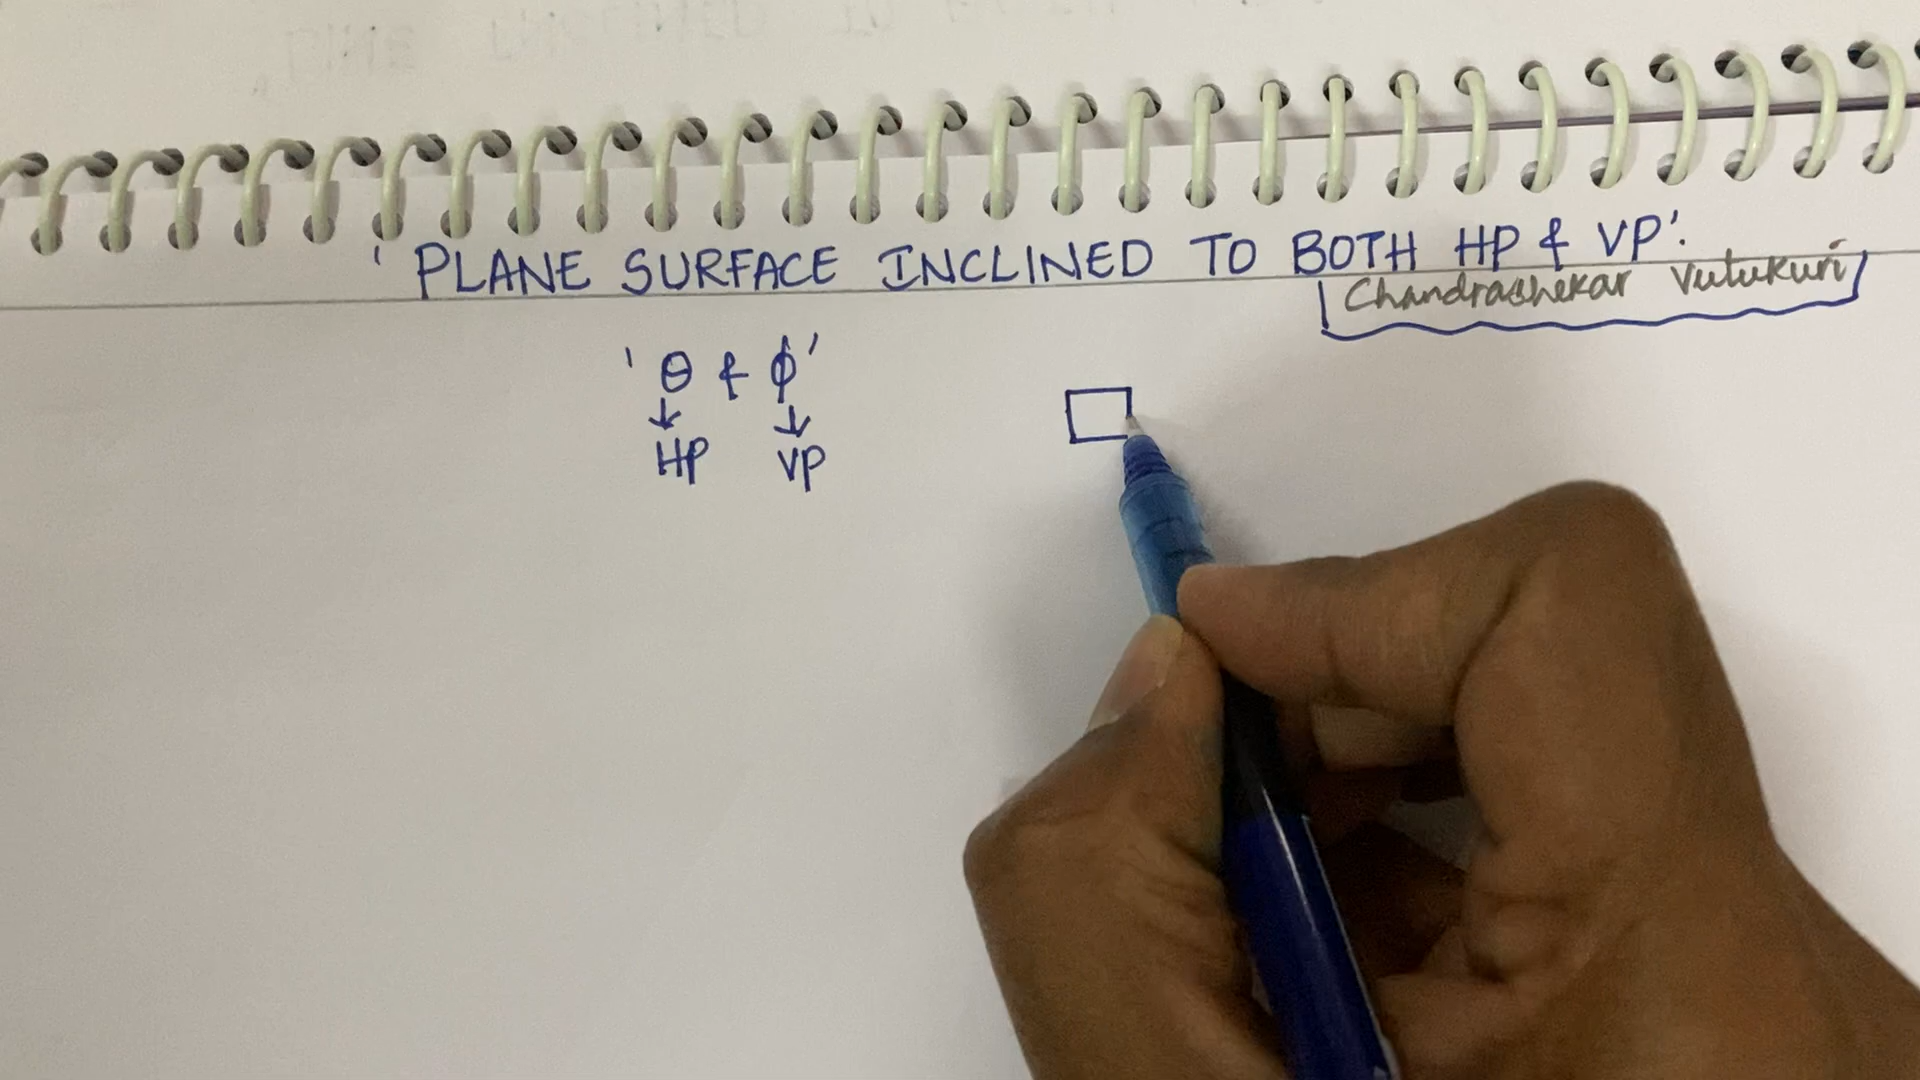 ' PLANE SURFACE INCLINED TO BOTH HP & VP'.
Chandrashekar Vutukuri
' θ & φ'
↓ ↓
HP VP